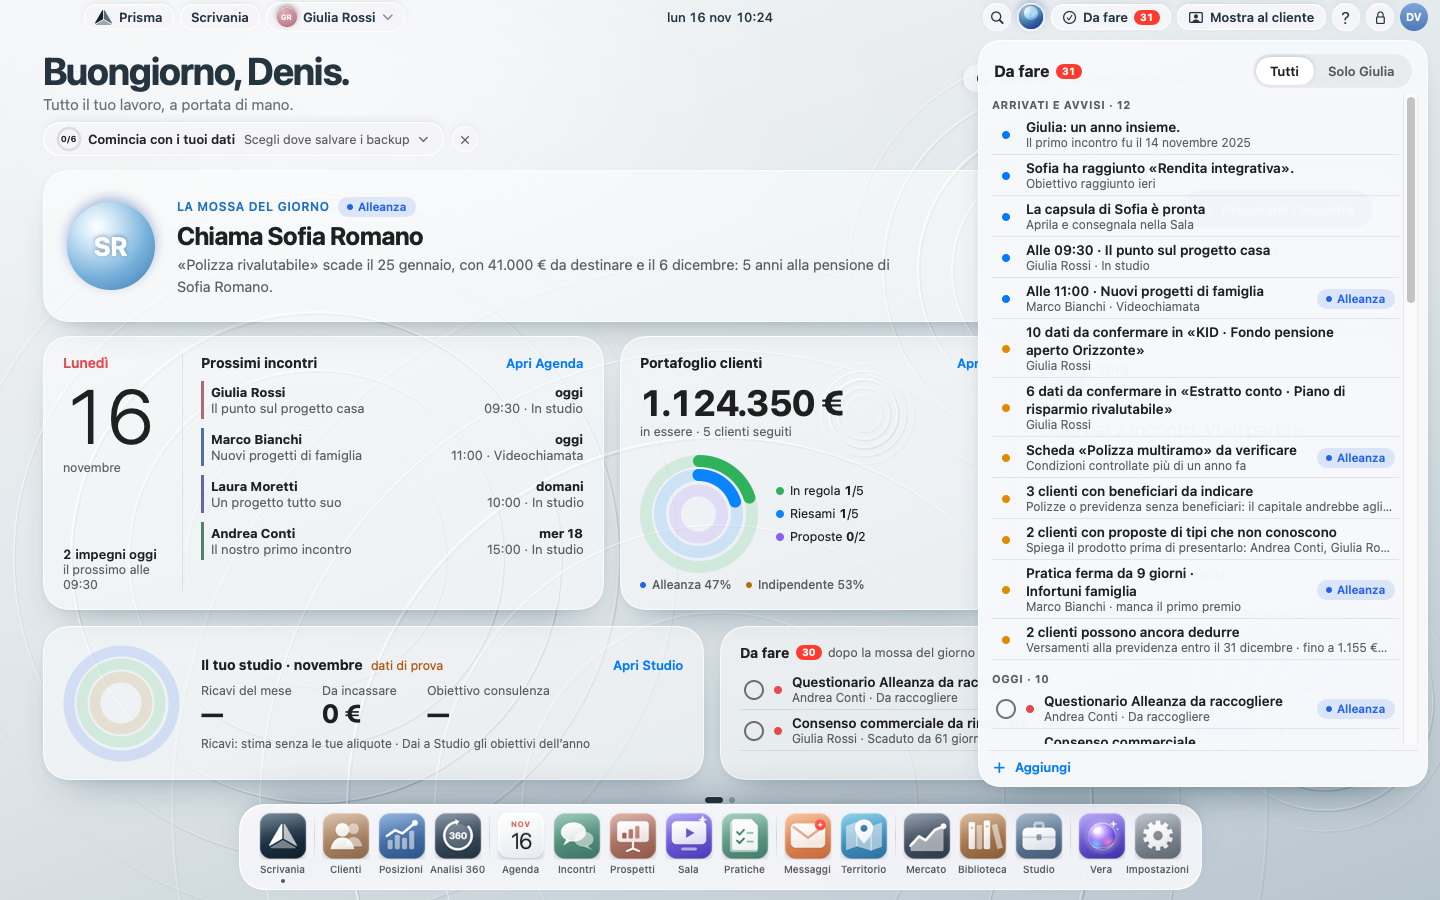 Prisma
Scrivania
GR Giulia Rossi
lun 16 nov 10:24
Da fare 31
Mostra al cliente
?
DV
Buongiorno, Denis.
Tutto il tuo lavoro, a portata di mano.
0/6 Comincia con i tuoi dati Scegli dove salvare i backup
SR
LA MOSSA DEL GIORNO Alleanza
Chiama Sofia Romano
«Polizza rivalutabile» scade il 25 gennaio, con 41.000 € da destinare e il 6 dicembre: 5 anni alla pensione di
Sofia Romano.
Lunedì
16
novembre
2 impegni oggi
il prossimo alle
09:30
Prossimi incontri Apri Agenda
Giulia Rossi oggi
Il punto sul progetto casa 09:30 · In studio
Marco Bianchi oggi
Nuovi progetti di famiglia 11:00 · Videochiamata
Laura Moretti domani
Un progetto tutto suo 10:00 · In studio
Andrea Conti mer 18
Il nostro primo incontro 15:00 · In studio
Portafoglio clienti Apr
1.124.350 €
in essere · 5 clienti seguiti
In regola 1/5
Riesami 1/5
Proposte 0/2
Alleanza 47% Indipendente 53%
Il tuo studio · novembre dati di prova Apri Studio
Ricavi del mese Da incassare Obiettivo consulenza
— 0 € —
Ricavi: stima senza le tue aliquote · Dai a Studio gli obiettivi dell'anno
Da fare 30 dopo la mossa del giorno
Questionario Alleanza da rac
Andrea Conti · Da raccogliere
Consenso commerciale da rin
Giulia Rossi · Scaduto da 61 giorn
Da fare 31
Tutti Solo Giulia
ARRIVATI E AVVISI · 12
Giulia: un anno insieme.
Il primo incontro fu il 14 novembre 2025
Sofia ha raggiunto «Rendita integrativa».
Obiettivo raggiunto ieri
La capsula di Sofia è pronta
Aprila e consegnala nella Sala
Alle 09:30 · Il punto sul progetto casa
Giulia Rossi · In studio
Alle 11:00 · Nuovi progetti di famiglia Alleanza
Marco Bianchi · Videochiamata
10 dati da confermare in «KID · Fondo pensione
aperto Orizzonte»
Giulia Rossi
6 dati da confermare in «Estratto conto · Piano di
risparmio rivalutabile»
Giulia Rossi
Scheda «Polizza multiramo» da verificare Alleanza
Condizioni controllate più di un anno fa
3 clienti con beneficiari da indicare
Polizze o previdenza senza beneficiari: il capitale andrebbe agli...
2 clienti con proposte di tipi che non conoscono
Spiega il prodotto prima di presentarlo: Andrea Conti, Giulia Ro...
Pratica ferma da 9 giorni ·
Infortuni famiglia Alleanza
Marco Bianchi · manca il primo premio
2 clienti possono ancora dedurre
Versamenti alla previdenza entro il 31 dicembre · fino a 1.155 €...
OGGI · 10
Questionario Alleanza da raccogliere Alleanza
Andrea Conti · Da raccogliere
Consenso commerciale
+ Aggiungi
360
NOV
16
Scrivania Clienti Posizioni Analisi 360 Agenda Incontri Prospetti Sala Pratiche Messaggi Territorio Mercato Biblioteca Studio Vera Impostazioni